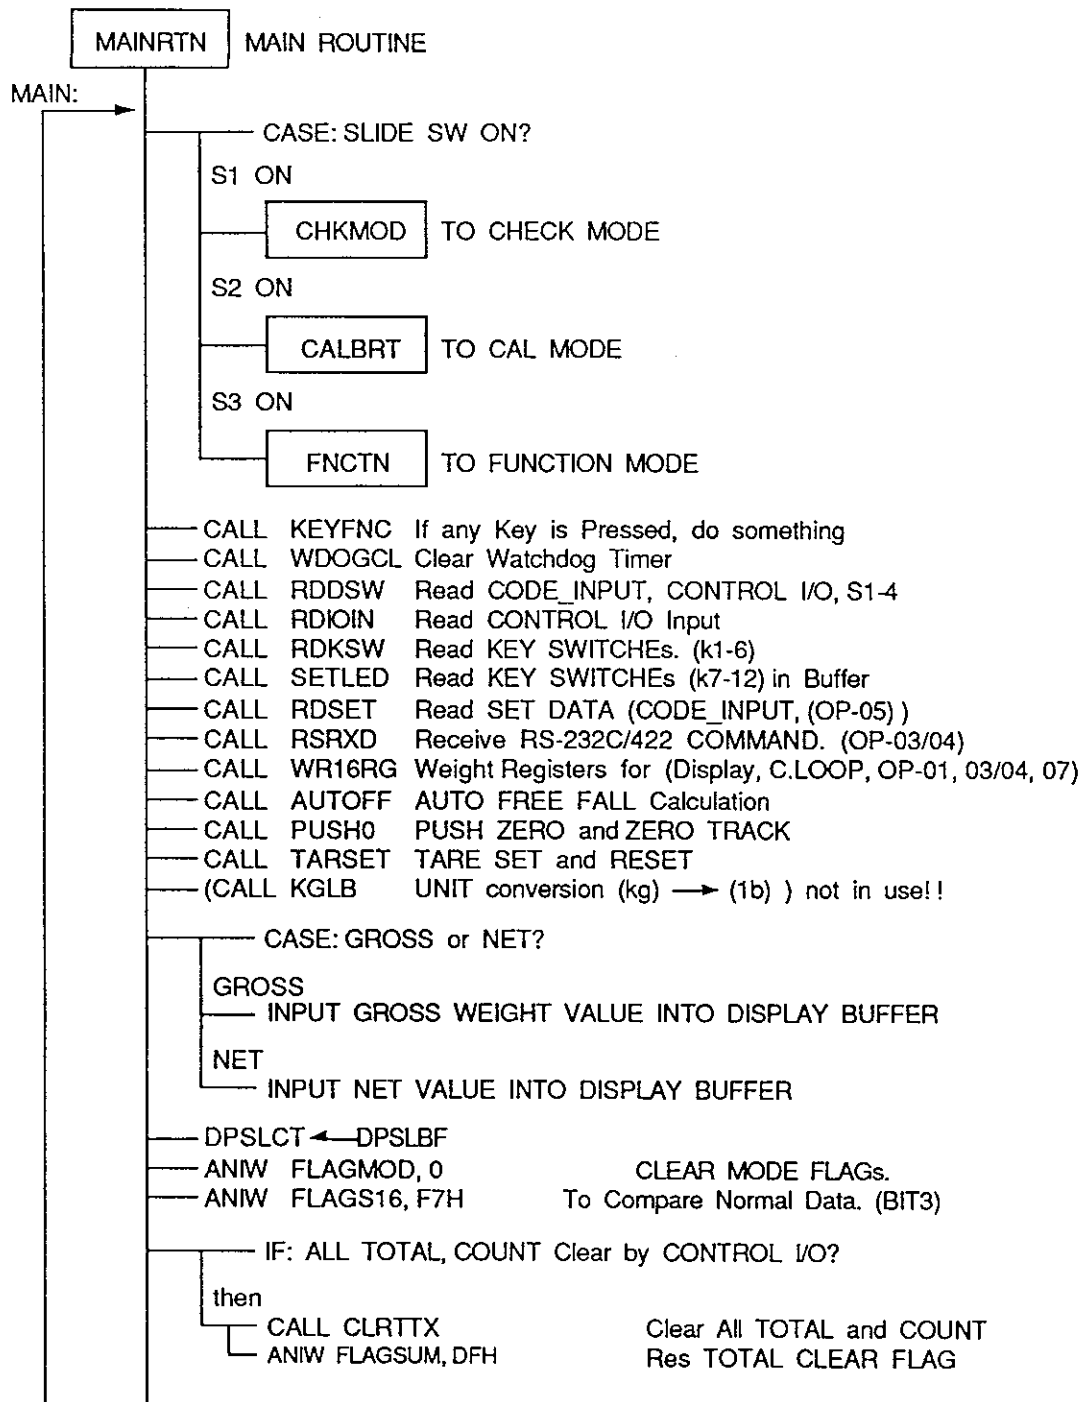 MAINRTN MAIN ROUTINE
MAIN:
CASE: SLIDE SW ON?
S1 ON
CHKMOD TO CHECK MODE
S2 ON
CALBRT TO CAL MODE
S3 ON
FNCTN TO FUNCTION MODE
CALL KEYFNC If any Key is Pressed, do something
CALL WDOGCL Clear Watchdog Timer
CALL RDDSW Read CODE_INPUT, CONTROL I/O, S1-4
CALL RDIOIN Read CONTROL I/O Input
CALL RDKSW Read KEY SWITCHEs. (k1-6)
CALL SETLED Read KEY SWITCHEs (k7-12) in Buffer
CALL RDSET Read SET DATA (CODE_INPUT, (OP-05) )
CALL RSRXD Receive RS-232C/422 COMMAND. (OP-03/04)
CALL WR16RG Weight Registers for (Display, C.LOOP, OP-01, 03/04, 07)
CALL AUTOFF AUTO FREE FALL Calculation
CALL PUSH0 PUSH ZERO and ZERO TRACK
CALL TARSET TARE SET and RESET
(CALL KGLB UNIT conversion (kg) → (1b) ) not in use!!
CASE: GROSS or NET?
GROSS
INPUT GROSS WEIGHT VALUE INTO DISPLAY BUFFER
NET
INPUT NET VALUE INTO DISPLAY BUFFER
DPSLCT ← DPSLBF
ANIW FLAGMOD, 0 CLEAR MODE FLAGs.
ANIW FLAGS16, F7H To Compare Normal Data. (BIT3)
IF: ALL TOTAL, COUNT Clear by CONTROL I/O?
then
CALL CLRTTX Clear All TOTAL and COUNT
ANIW FLAGSUM, DFH Res TOTAL CLEAR FLAG